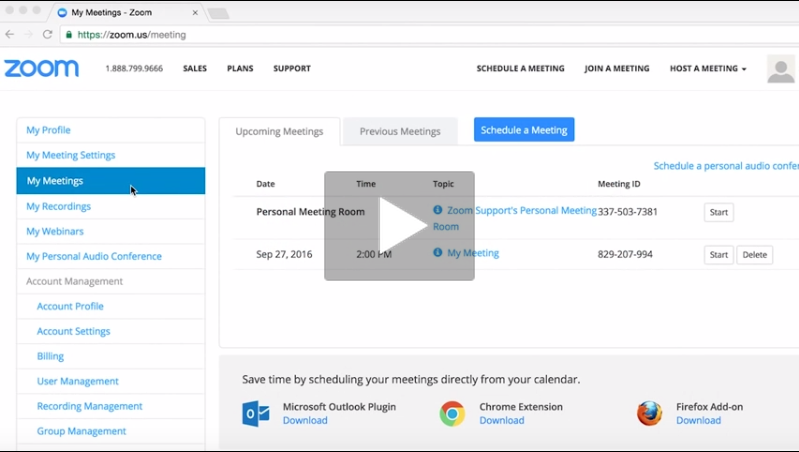 My Meetings - Zoom
https://zoom.us/meeting
zoom
1.888.799.9666 SALES PLANS SUPPORT SCHEDULE A MEETING JOIN A MEETING HOST A MEETING
My Profile
My Meeting Settings
My Meetings
My Recordings
My Webinars
My Personal Audio Conference
Account Management
Account Profile
Account Settings
Billing
User Management
Recording Management
Group Management
Upcoming Meetings Previous Meetings Schedule a Meeting
Schedule a personal audio confer
Date Time Topic Meeting ID
Personal Meeting Room Zoom Support's Personal Meeting 337-503-7381 Start
Room
Sep 27, 2016 2:00 PM My Meeting 829-207-994 Start Delete
Save time by scheduling your meetings directly from your calendar.
Microsoft Outlook Plugin Chrome Extension Firefox Add-on
Download Download Download